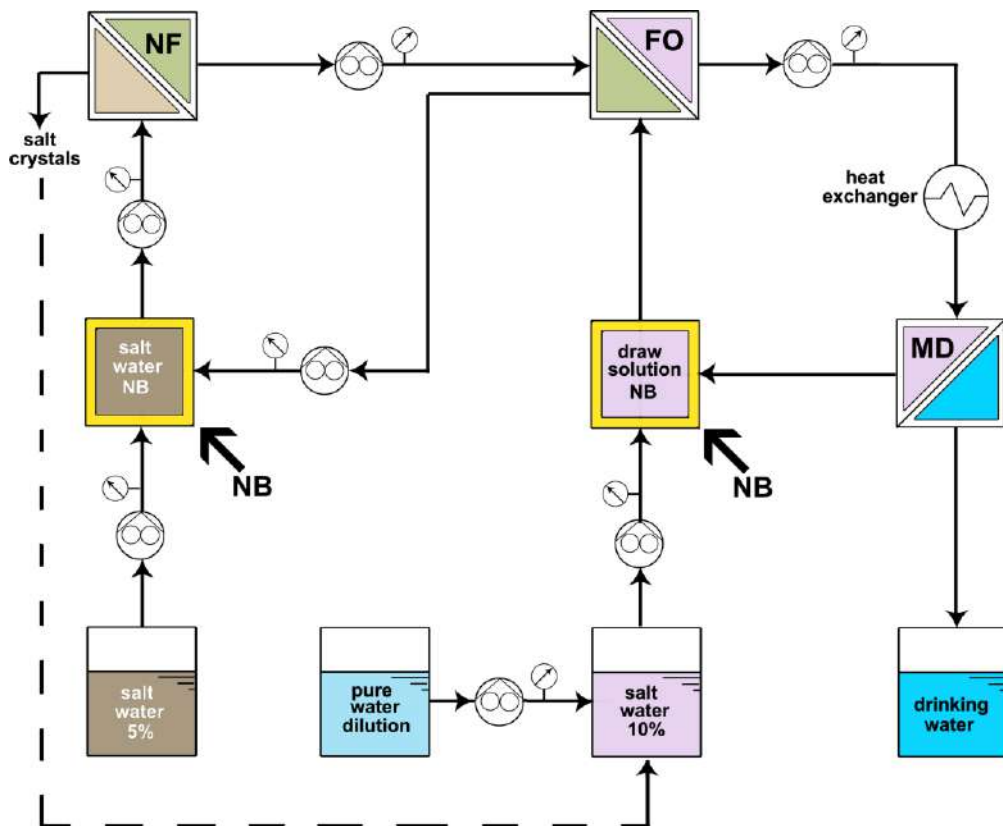 NF
FO
salt
crystals
heat
exchanger
salt
water
NB
draw
solution
NB
MD
NB
NB
salt
water
5%
pure
water
dilution
salt
water
10%
drinking
water